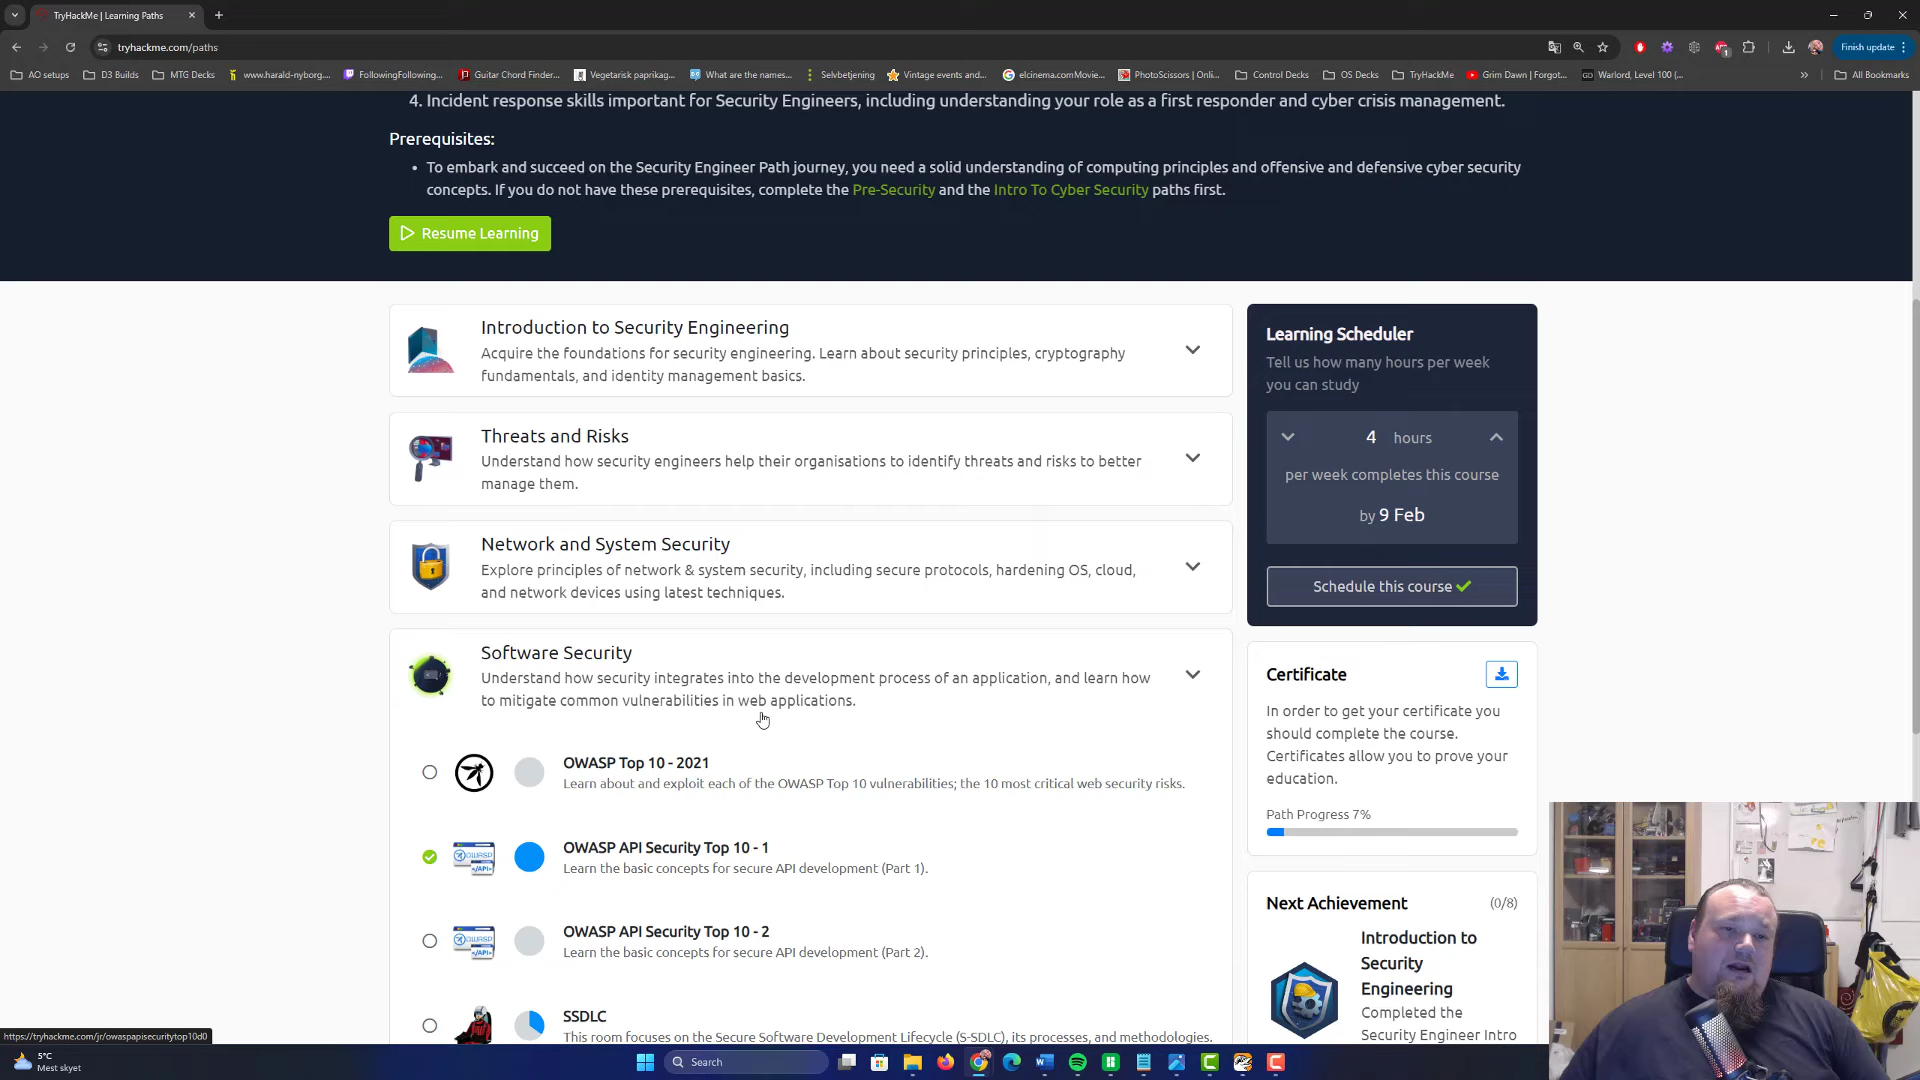 TryHackMe | Learning Paths
tryhackme.com/paths
Finish update
AO setups
D3 Builds
MTG Decks
www.harald-nyborg...
FollowingFollowing...
Guitar Chord Finder...
Vegetarisk paprikag...
What are the names...
Selvbetjening
Vintage events and...
elcinema.comMovie...
PhotoScissors | Onli...
Control Decks
OS Decks
TryHackMe
Grim Dawn | Forgot...
Warlord, Level 100 (...
All Bookmarks
4. Incident response skills important for Security Engineers, including understanding your role as a first responder and cyber crisis management.
Prerequisites:
• To embark and succeed on the Security Engineer Path journey, you need a solid understanding of computing principles and offensive and defensive cyber security
concepts. If you do not have these prerequisites, complete the Pre-Security and the Intro To Cyber Security paths first.
Resume Learning
Introduction to Security Engineering
Acquire the foundations for security engineering. Learn about security principles, cryptography
fundamentals, and identity management basics.
Threats and Risks
Understand how security engineers help their organisations to identify threats and risks to better
manage them.
Network and System Security
Explore principles of network & system security, including secure protocols, hardening OS, cloud,
and network devices using latest techniques.
Software Security
Understand how security integrates into the development process of an application, and learn how
to mitigate common vulnerabilities in web applications.
OWASP Top 10 - 2021
Learn about and exploit each of the OWASP Top 10 vulnerabilities; the 10 most critical web security risks.
OWASP API Security Top 10 - 1
Learn the basic concepts for secure API development (Part 1).
OWASP API Security Top 10 - 2
Learn the basic concepts for secure API development (Part 2).
SSDLC
This room focuses on the Secure Software Development Lifecycle (S-SDLC), its processes, and methodologies.
Learning Scheduler
Tell us how many hours per week
you can study
4 hours
per week completes this course
by 9 Feb
Schedule this course
Certificate
In order to get your certificate you
should complete the course.
Certificates allow you to prove your
education.
Path Progress 7%
Next Achievement (0/8)
Introduction to
Security
Engineering
Completed the
Security Engineer Intro
https://tryhackme.com/jr/owaspapisecuritytop10d0
5°C
Mest skyet
Search